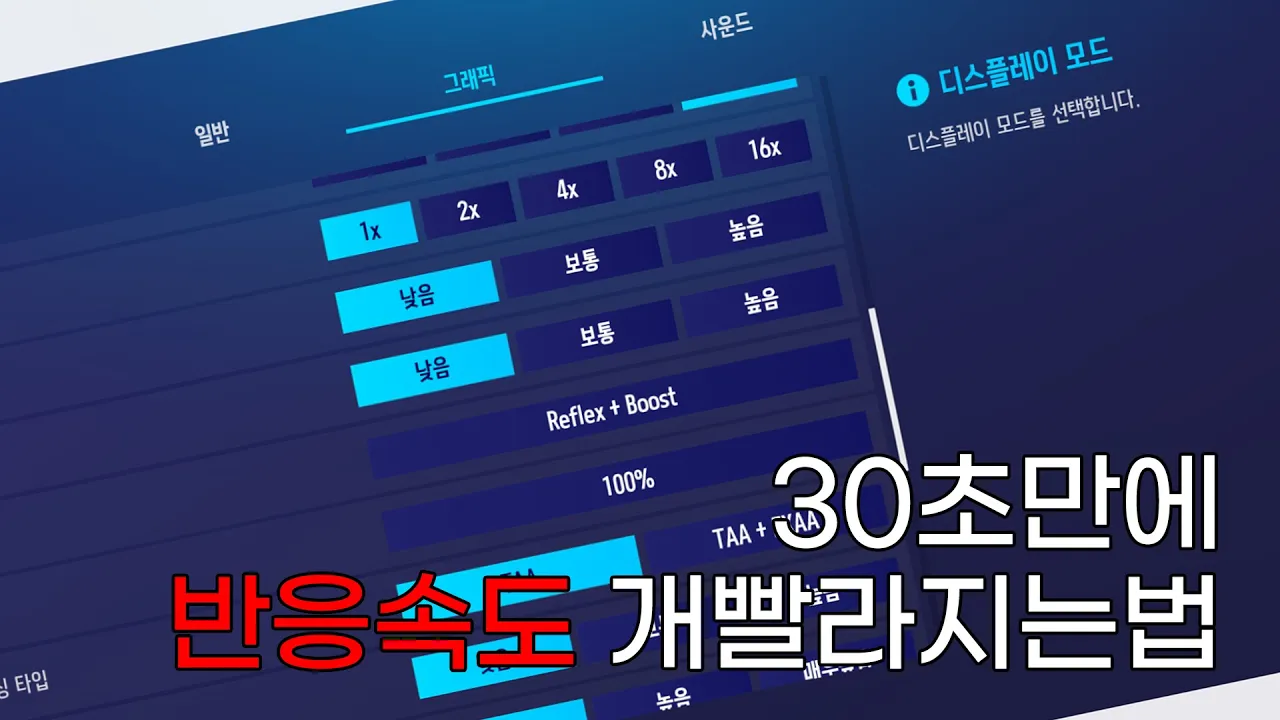 사운드
그래픽
일반
디스플레이 모드
디스플레이 모드를 선택합니다.
1x 2x 4x 8x 16x
낮음 보통 높음
낮음 보통 높음
Reflex + Boost
100%
TAA +
30초만에
반응속도 개빨라지는법
타입
높음